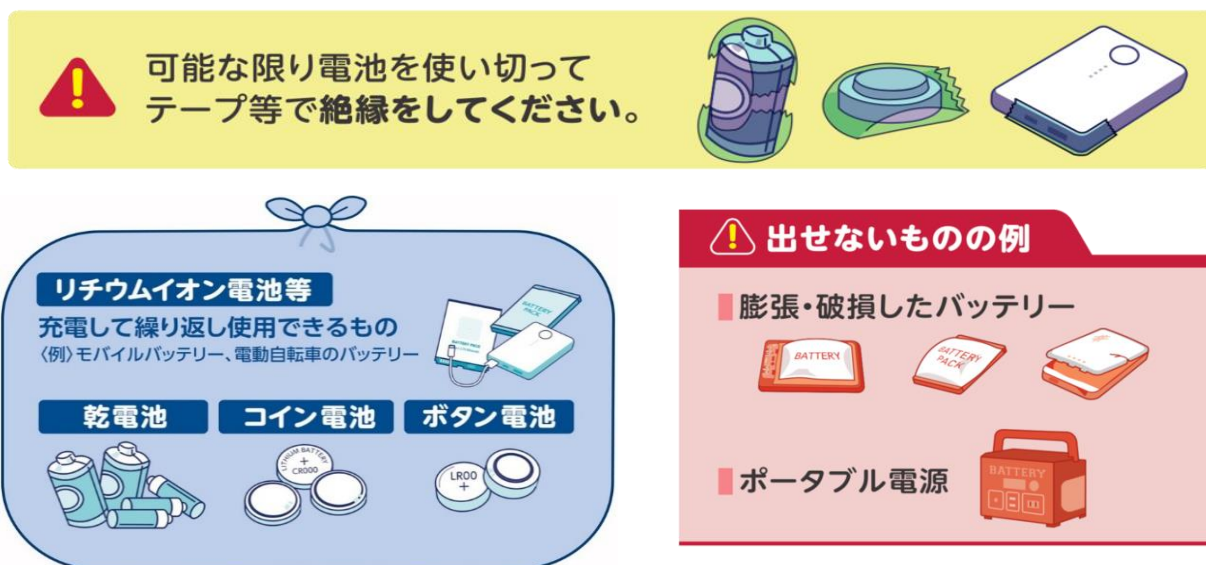 可能な限り電池を使い切って
テープ等で絶縁をしてください。
リチウムイオン電池等
充電して繰り返し使用できるもの
〈例〉モバイルバッテリー、電動自転車のバッテリー
BATTERY PACK
BATTERY PACK
乾電池
コイン電池
ボタン電池
LITHIUM BATTERY
+
CR000
LR00
+
出せないものの例
膨張・破損したバッテリー
BATTERY
BATTERY
PACK
ポータブル電源
BATTERY